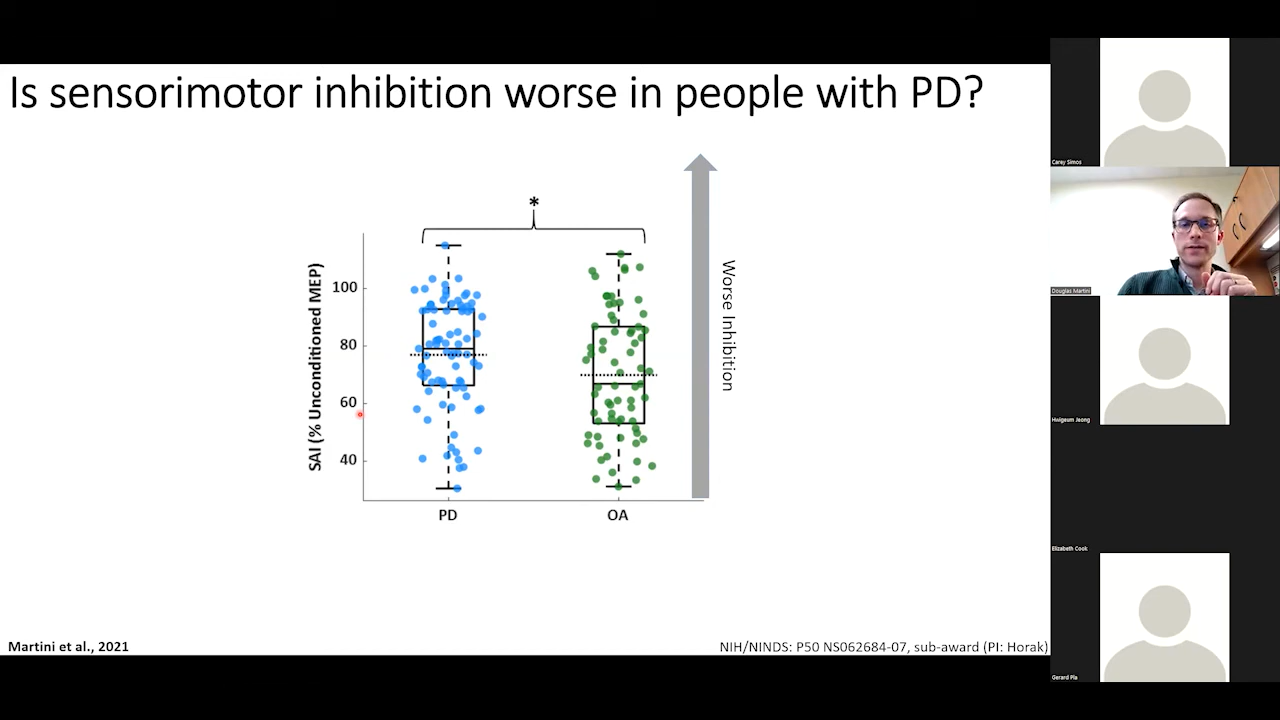 Is sensorimotor inhibition worse in people with PD?
*
SAI (% Unconditioned MEP)
100
80
60
40
PD
OA
Worse Inhibition
Martini et al., 2021
NIH/NINDS: P50 NS062684-07, sub-award (PI: Horak)
Carey Simos
Douglas Martini
Hwigeum Jeong
Elizabeth Cook
Gerard Pla